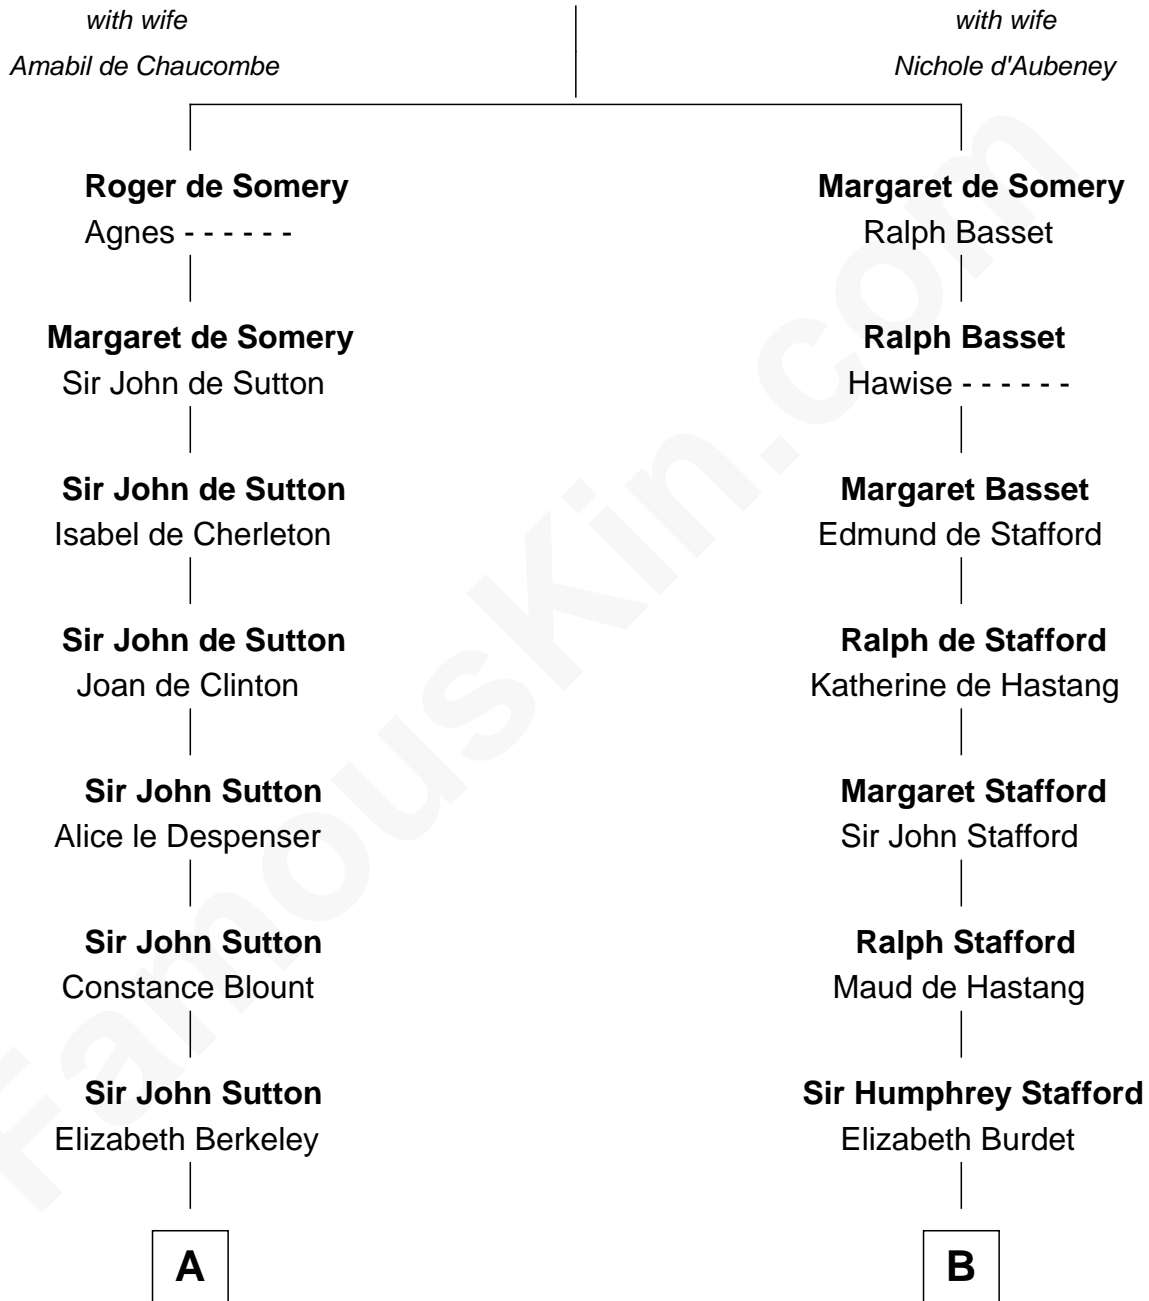 with wife
Amabil de Chaucombe
with wife
Nichole d'Aubeney
Roger de Somery
Agnes - - - - - -
Margaret de Somery
Ralph Basset
Margaret de Somery
Sir John de Sutton
Ralph Basset
Hawise - - - - - -
Sir John de Sutton
Isabel de Cherleton
Margaret Basset
Edmund de Stafford
Sir John de Sutton
Joan de Clinton
Ralph de Stafford
Katherine de Hastang
Sir John Sutton
Alice le Despenser
Margaret Stafford
Sir John Stafford
Sir John Sutton
Constance Blount
Ralph Stafford
Maud de Hastang
Sir John Sutton
Elizabeth Berkeley
Sir Humphrey Stafford
Elizabeth Burdet
A
B
FamousKin.com